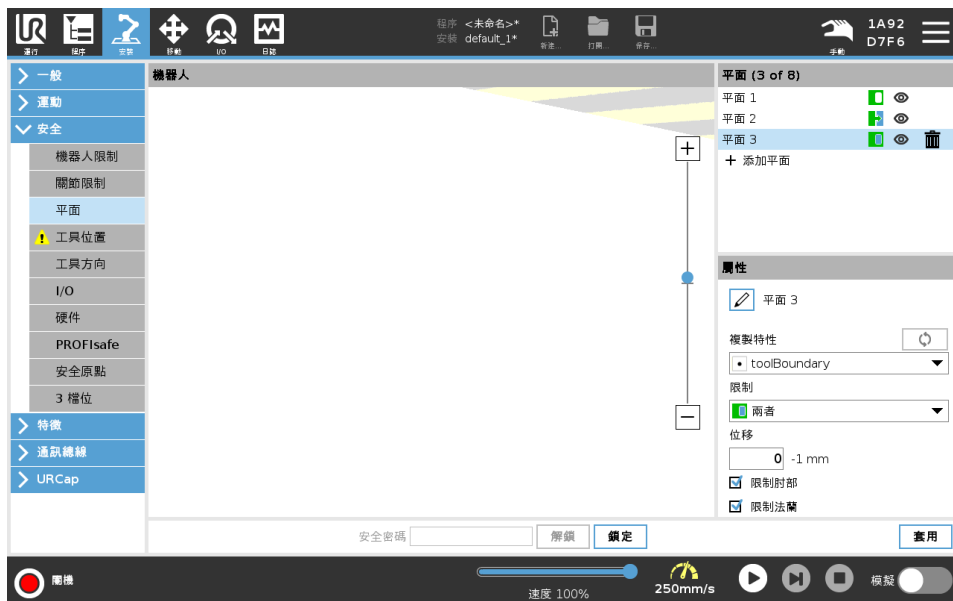 程序 <未命名>*
安裝 default_1*
運行 程序 安裝 移動 I/O 日誌 新建... 打開... 保存... 手動
1A92
D7F6
一般
運動
安全
機器人限制
關節限制
平面
工具位置
工具方向
I/O
硬件
PROFIsafe
安全原點
3 檔位
特徵
通訊總線
URCap
機器人
平面 (3 of 8)
平面 1
平面 2
平面 3
添加平面
屬性
平面 3
複製特性
toolBoundary
限制
兩者
位移
0 -1 mm
限制肘部
限制法蘭
安全密碼 解鎖 鎖定 套用
關機
速度 100%
250mm/s
模擬